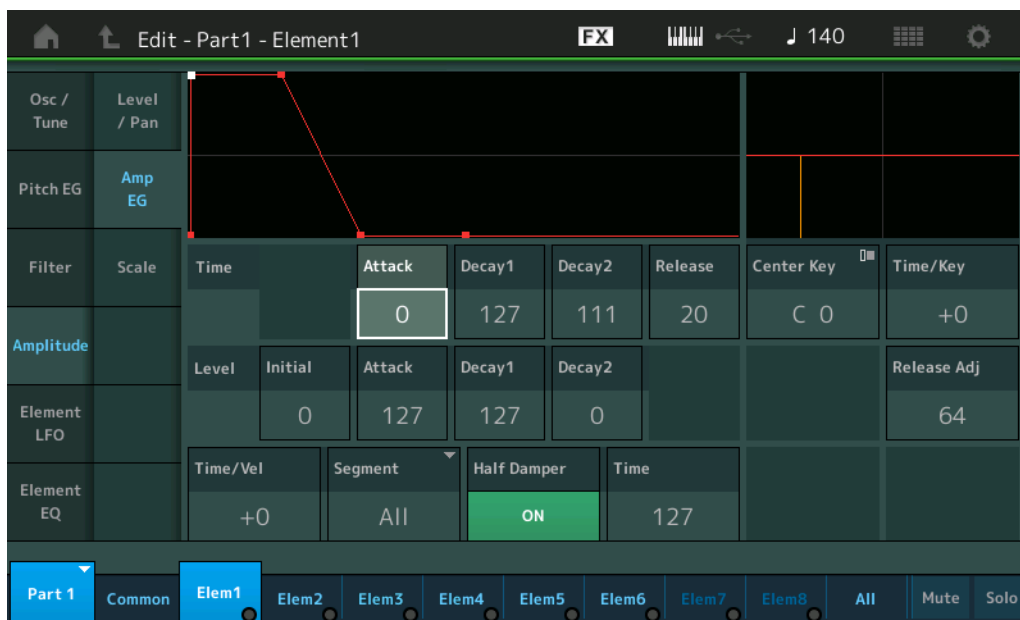 Edit - Part1 - Element1
FX
♩ 140
Osc /
Tune
Level
/ Pan
Pitch EG
Amp
EG
Filter
Scale
Amplitude
Element
LFO
Element
EQ
Time
Attack
Decay1
Decay2
Release
Center Key
Time/Key
0
127
111
20
C 0
+0
Level
Initial
Attack
Decay1
Decay2
Release Adj
0
127
127
0
64
Time/Vel
Segment
Half Damper
Time
+0
All
ON
127
Part 1
Common
Elem1
Elem2
Elem3
Elem4
Elem5
Elem6
Elem7
Elem8
All
Mute
Solo